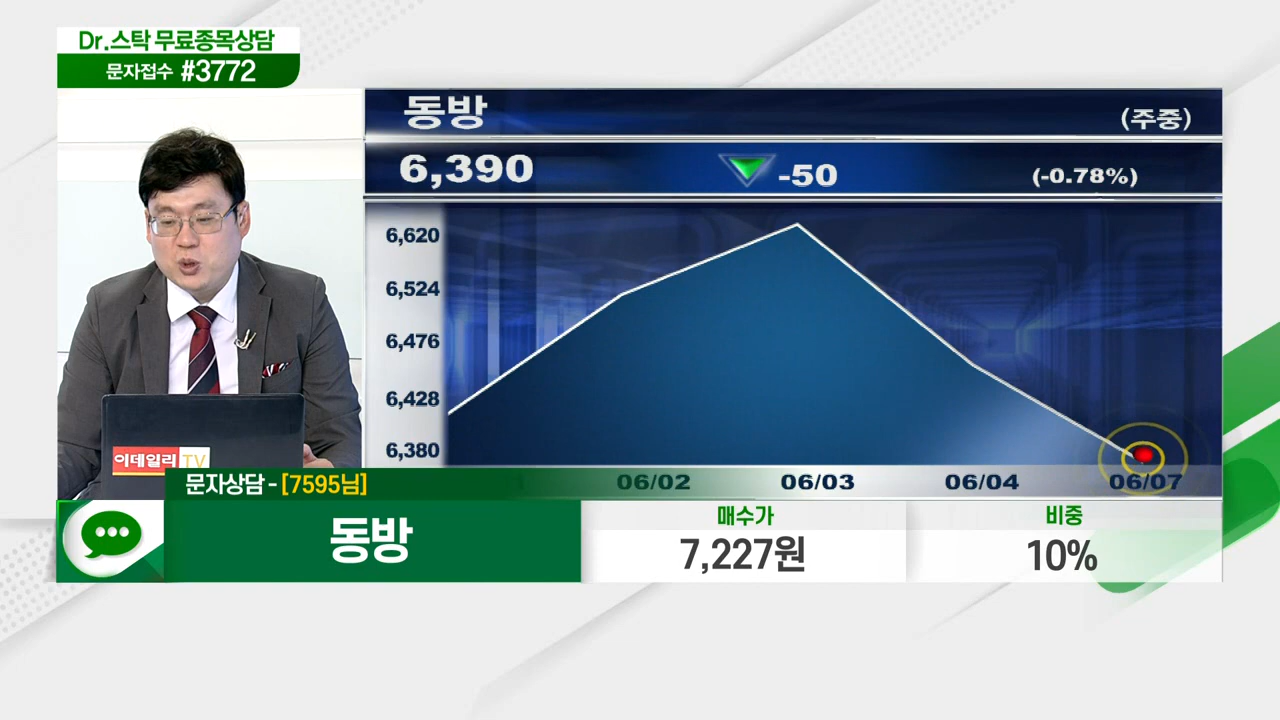 Dr.스탁 무료종목상담
문자접수 #3772
동방 (주중)
6,390 -50 (-0.78%)
6,620
6,524
6,476
6,428
6,380
06/02 06/03 06/04 06/07
이데일리TV
문자상담 - [7595님]
동방
매수가
7,227원
비중
10%